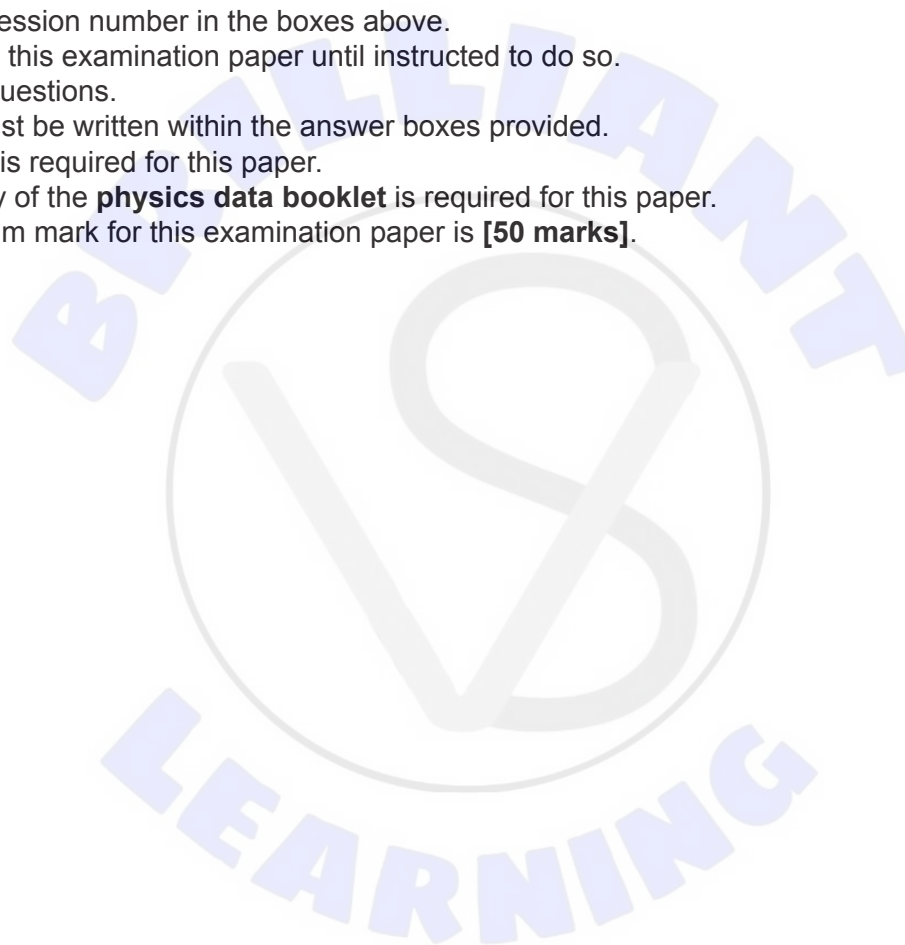 ession number in the boxes above.
this examination paper until instructed to do so.
uestions.
st be written within the answer boxes provided.
is required for this paper.
y of the physics data booklet is required for this paper.
m mark for this examination paper is [50 marks].
BRILLIANT
VS
LEARNING